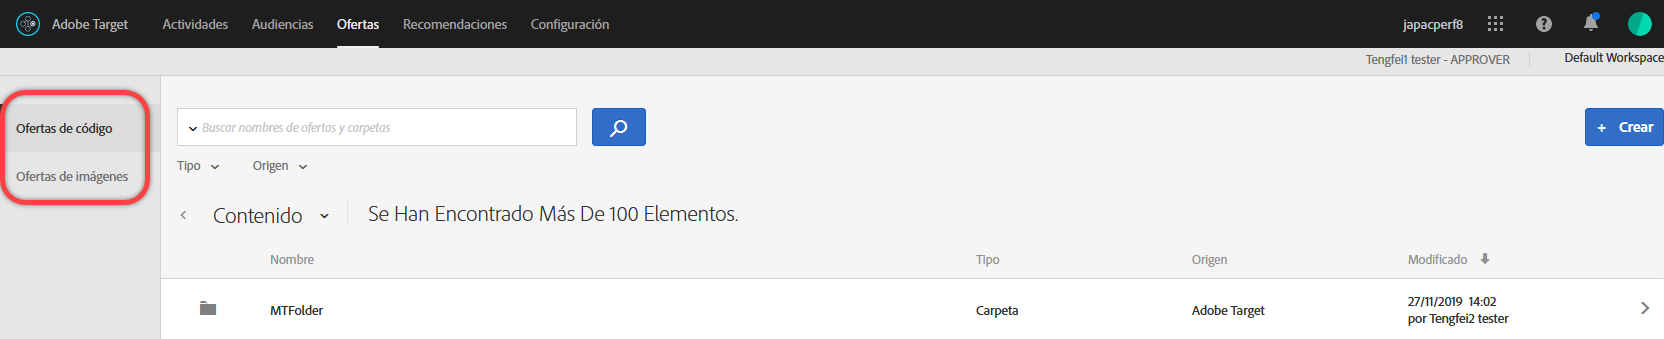 Adobe Target Actividades Audiencias Ofertas Recomendaciones Configuración japacperf8
Tengfei1 tester - APPROVER Default Workspace
Ofertas de código
Ofertas de imágenes
Buscar nombres de ofertas y carpetas
+ Crear
Tipo Origen
Contenido Se Han Encontrado Más De 100 Elementos.
Nombre Tipo Origen Modificado
MTFolder Carpeta Adobe Target 27/11/2019 14:02
por Tengfei2 tester